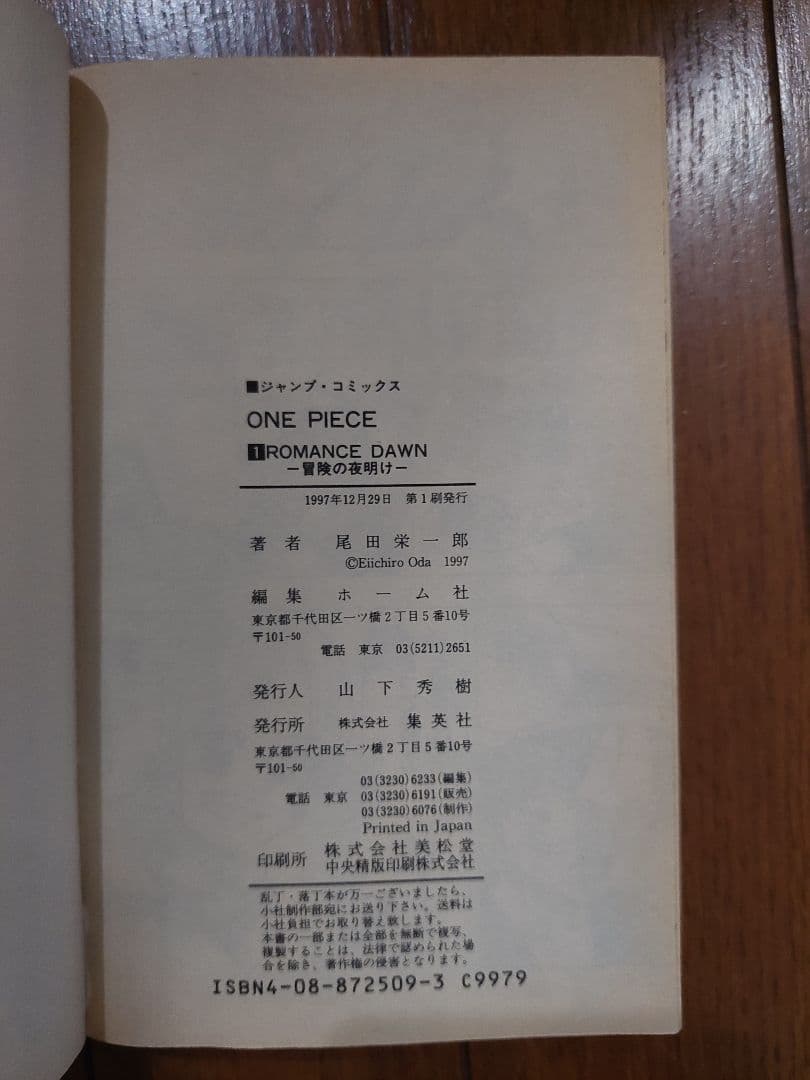 ■ジャンプ・コミックス
ONE PIECE
1 ROMANCE DAWN
―冒険の夜明け―
1997年12月29日 第1刷発行
著者 尾田栄一郎
©Eiichiro Oda 1997
編集 ホーム社
東京都千代田区一ツ橋2丁目5番10号
〒101-50
電話 東京 03(5211)2651
発行人 山下秀樹
発行所 株式会社 集英社
東京都千代田区一ツ橋2丁目5番10号
〒101-50
03(3230)6233(編集)
電話 東京 03(3230)6191(販売)
03(3230)6076(制作)
Printed in Japan
印刷所 株式会社美松堂
中央精版印刷株式会社
乱丁・落丁本が万一ございましたら、
小社制作部宛にお送り下さい。送料は
小社負担でお取り替え致します。
本書の一部または全部を無断で複写、
複製することは、法律で認められた場
合を除き、著作権の侵害となります。
ISBN4-08-872509-3 C9979